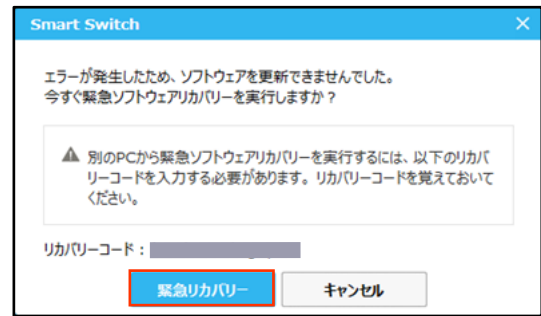 Smart Switch
エラーが発生したため、ソフトウェアを更新できませんでした。
今すぐ緊急ソフトウェアリカバリーを実行しますか？
別のPCから緊急ソフトウェアリカバリーを実行するには、以下のリカバ
リーコードを入力する必要があります。リカバリーコードを覚えておいて
ください。
リカバリーコード：
緊急リカバリー
キャンセル